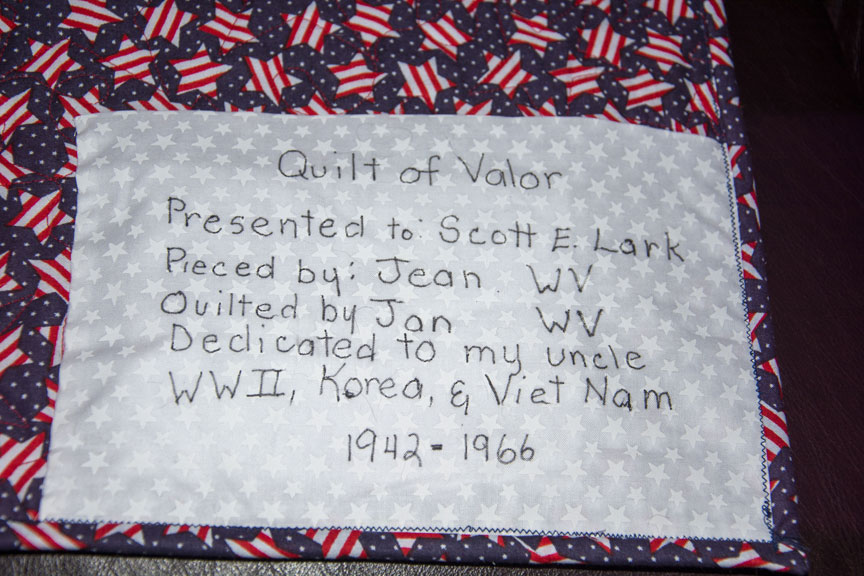 Quilt of Valor
Presented to: Scott E. Lark
Pieced by: Jean WV
Quilted by Jan WV
Dedicated to my uncle
WWII, Korea, & Viet Nam
1942-1966